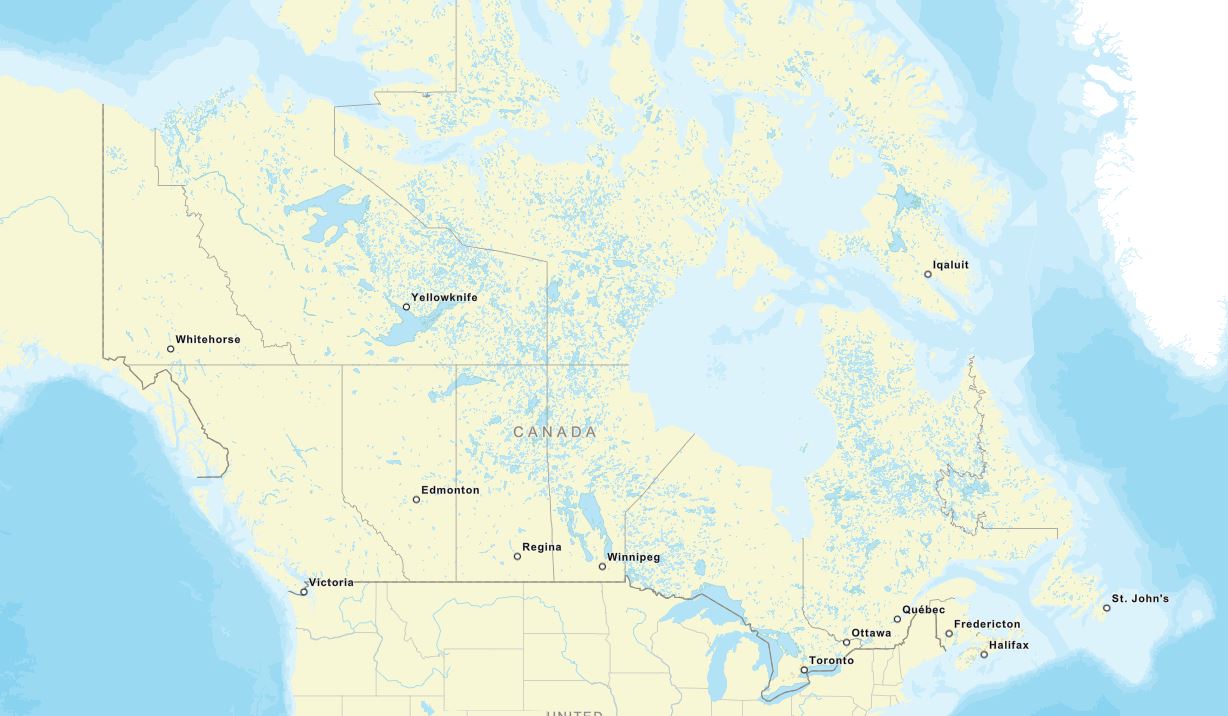 Iqaluit
Yellowknife
Whitehorse
CANADA
Edmonton
Regina
Winnipeg
Victoria
St. John's
Québec
Fredericton
Ottawa
Halifax
Toronto
UNITED